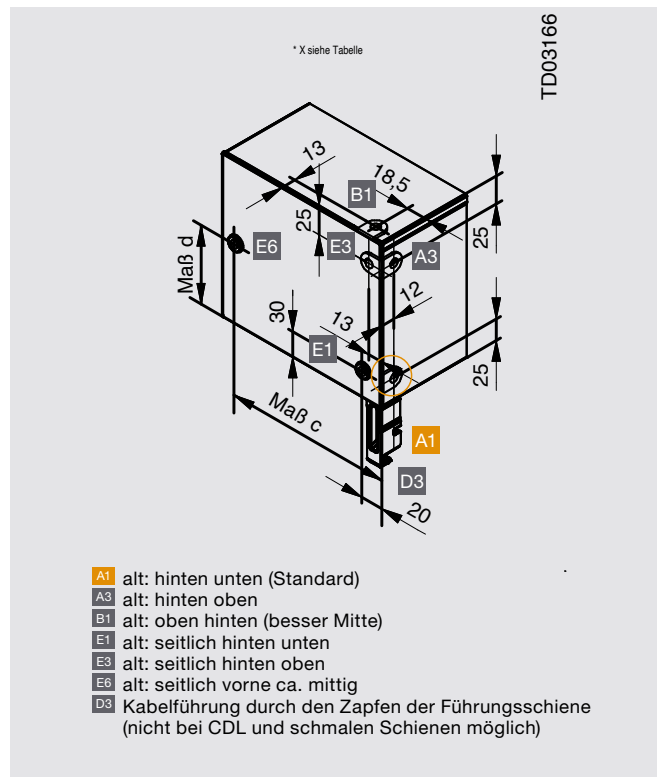 * X siehe Tabelle
TD03166
13
18,5
B1
25
E3
A3
25
E6
Maß d
12
30
13
E1
25
Maß c
A1
D3
20
A1 alt: hinten unten (Standard)
A3 alt: hinten oben
B1 alt: oben hinten (besser Mitte)
E1 alt: seitlich hinten unten
E3 alt: seitlich hinten oben
E6 alt: seitlich vorne ca. mittig
D3 Kabelführung durch den Zapfen der Führungsschiene
(nicht bei CDL und schmalen Schienen möglich)